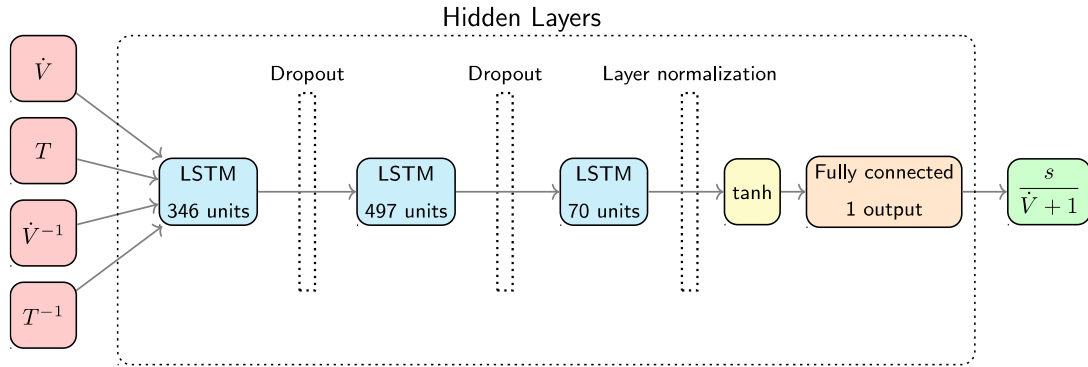 Hidden Layers
V̇
T
V̇⁻¹
T⁻¹
Dropout
Dropout
Layer normalization
LSTM
346 units
LSTM
497 units
LSTM
70 units
tanh
Fully connected
1 output
s
V̇ + 1